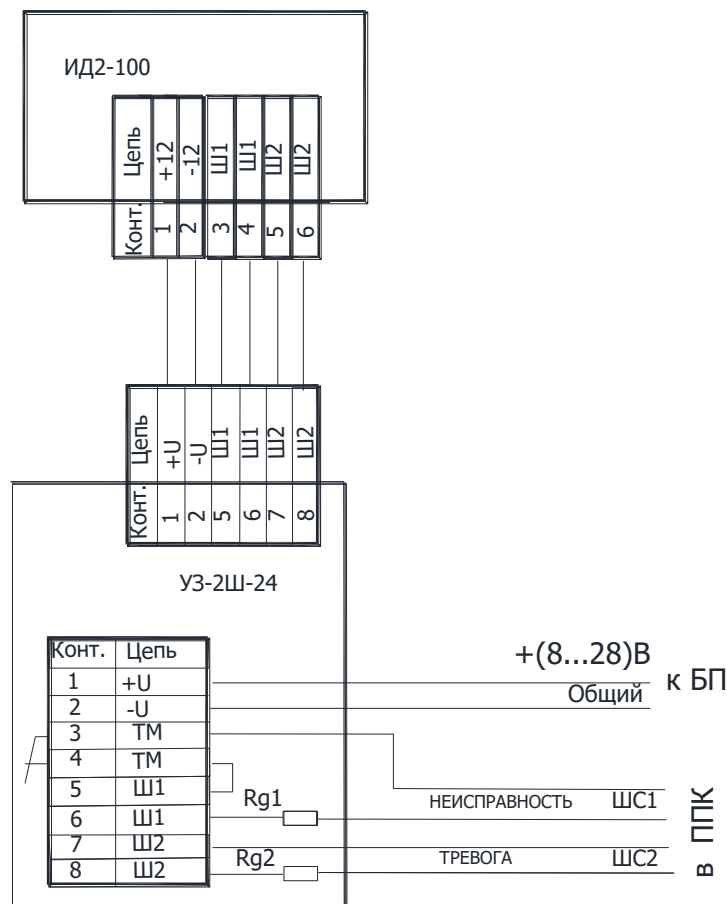 ИД2-100
Конт. Цепь
1 +12
2 -12
3 Ш1
4 Ш1
5 Ш2
6 Ш2
Конт. Цепь
1 +U
2 -U
5 Ш1
6 Ш1
7 Ш2
8 Ш2
УЗ-2Ш-24
Конт. Цепь
1 +U
2 -U
3 ТМ
4 ТМ
5 Ш1
6 Ш1
7 Ш2
8 Ш2
Rg1
Rg2
+(8...28)В
Общий
к БП
НЕИСПРАВНОСТЬ ШС1
ТРЕВОГА ШС2
в ППК